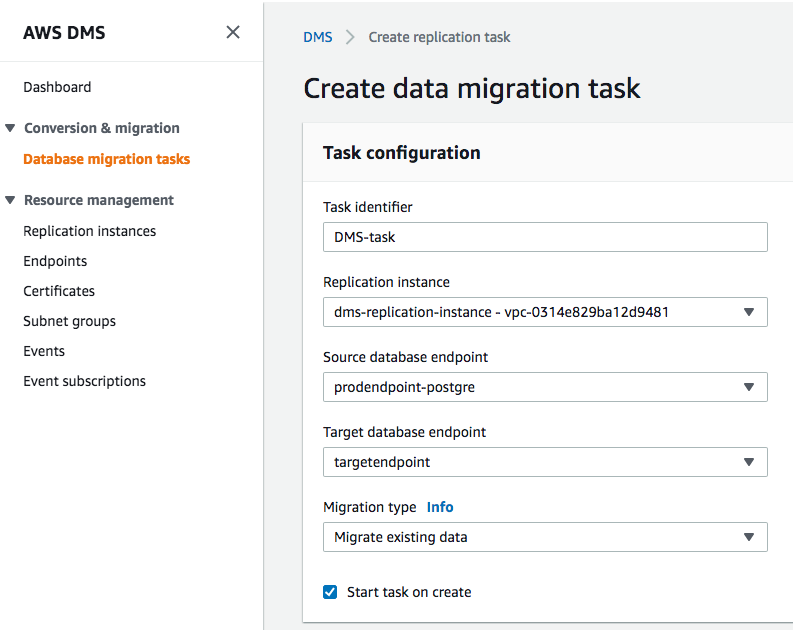 AWS DMS
Dashboard
Conversion & migration
Database migration tasks
Resource management
Replication instances
Endpoints
Certificates
Subnet groups
Events
Event subscriptions
DMS Create replication task
Create data migration task
Task configuration
Task identifier
DMS-task
Replication instance
dms-replication-instance - vpc-0314e829ba12d9481
Source database endpoint
prodendpoint-postgre
Target database endpoint
targetendpoint
Migration type Info
Migrate existing data
Start task on create